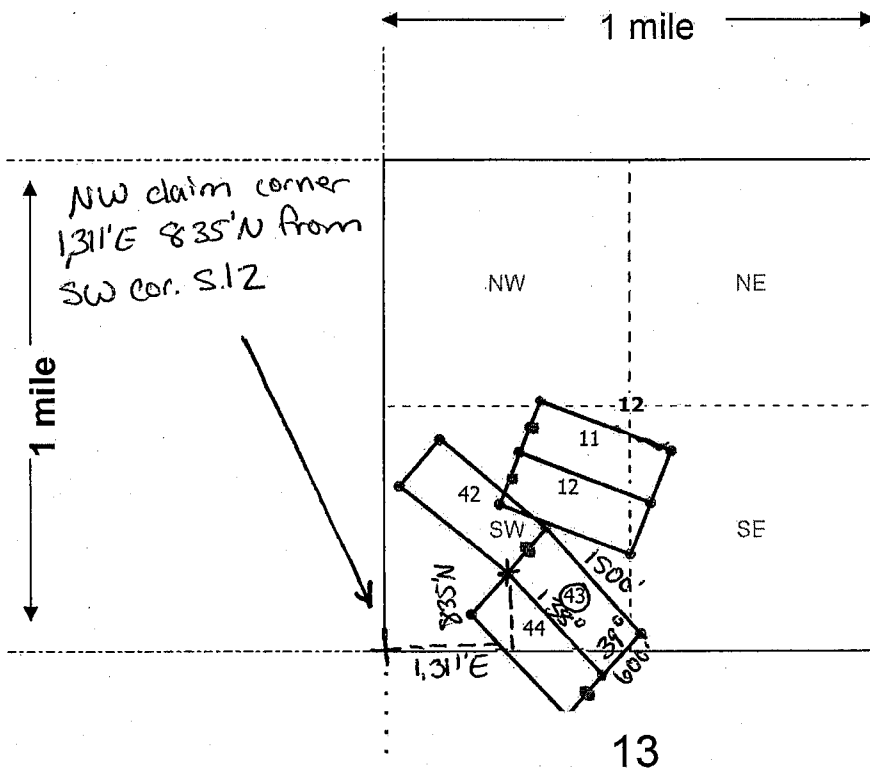 1 mile
NW claim corner
1,311'E 835'N from
SW cor. S.12
1 mile
NW
NE
12
11
12
42
SW
SE
1500'
43
44
39°
600'
835'N
1,311'E
13